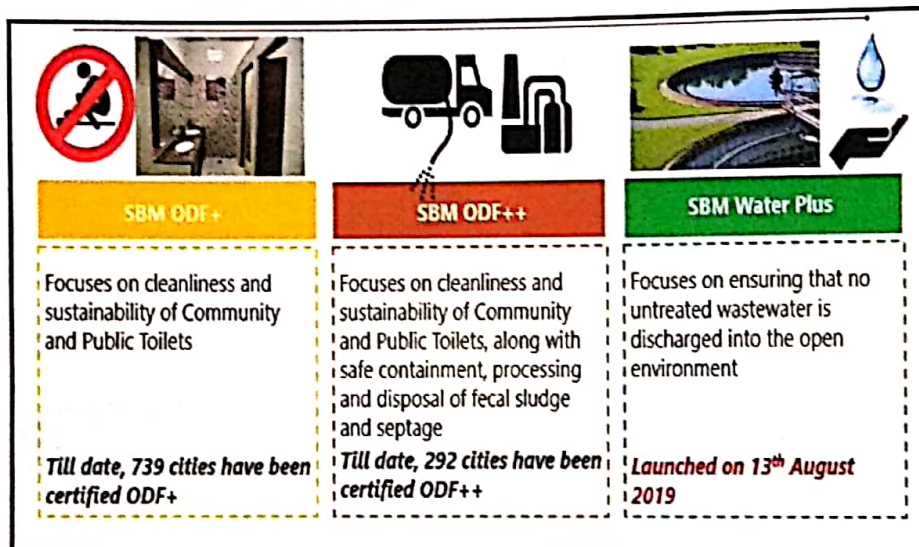 SBM ODF+
Focuses on cleanliness and
sustainability of Community
and Public Toilets
Till date, 739 cities have been
certified ODF+
SBM ODF++
Focuses on cleanliness and
sustainability of Community
and Public Toilets, along with
safe containment, processing
and disposal of fecal sludge
and septage
Till date, 292 cities have been
certified ODF++
SBM Water Plus
Focuses on ensuring that no
untreated wastewater is
discharged into the open
environment
Launched on 13th August
2019